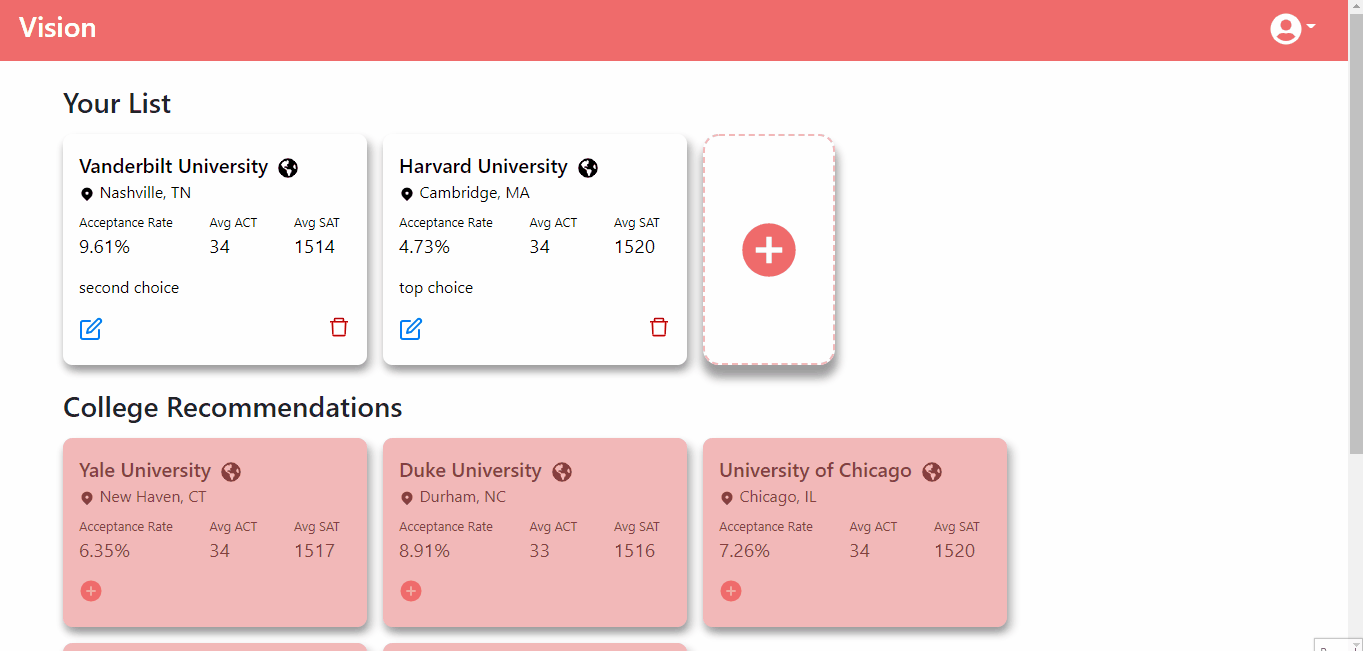 Vision
Your List
Vanderbilt University
Nashville, TN
Acceptance Rate Avg ACT Avg SAT
9.61% 34 1514
second choice
Harvard University
Cambridge, MA
Acceptance Rate Avg ACT Avg SAT
4.73% 34 1520
top choice
College Recommendations
Yale University
New Haven, CT
Acceptance Rate Avg ACT Avg SAT
6.35% 34 1517
Duke University
Durham, NC
Acceptance Rate Avg ACT Avg SAT
8.91% 33 1516
University of Chicago
Chicago, IL
Acceptance Rate Avg ACT Avg SAT
7.26% 34 1520